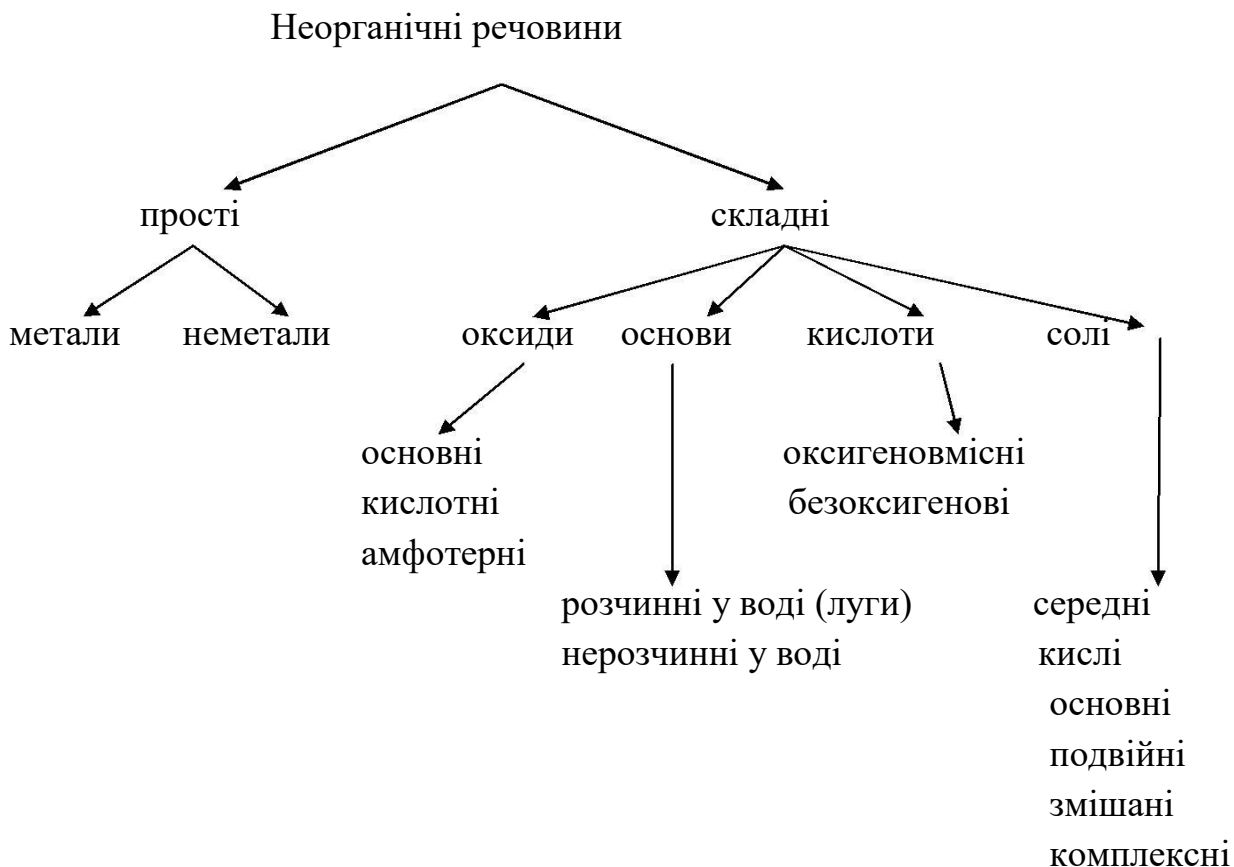 Неорганічні речовини
прості складні
метали неметали оксиди основи кислоти солі
основні оксигеновмісні
кислотні безоксигенові
амфотерні
розчинні у воді (луги) середні
нерозчинні у воді кислі
основні
подвійні
змішані
комплексні